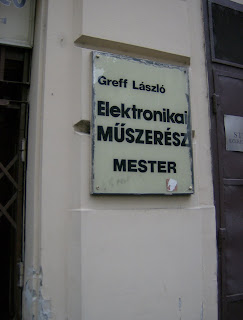 Greff László
Elektronikai
MŰSZERÉSZ
MESTER